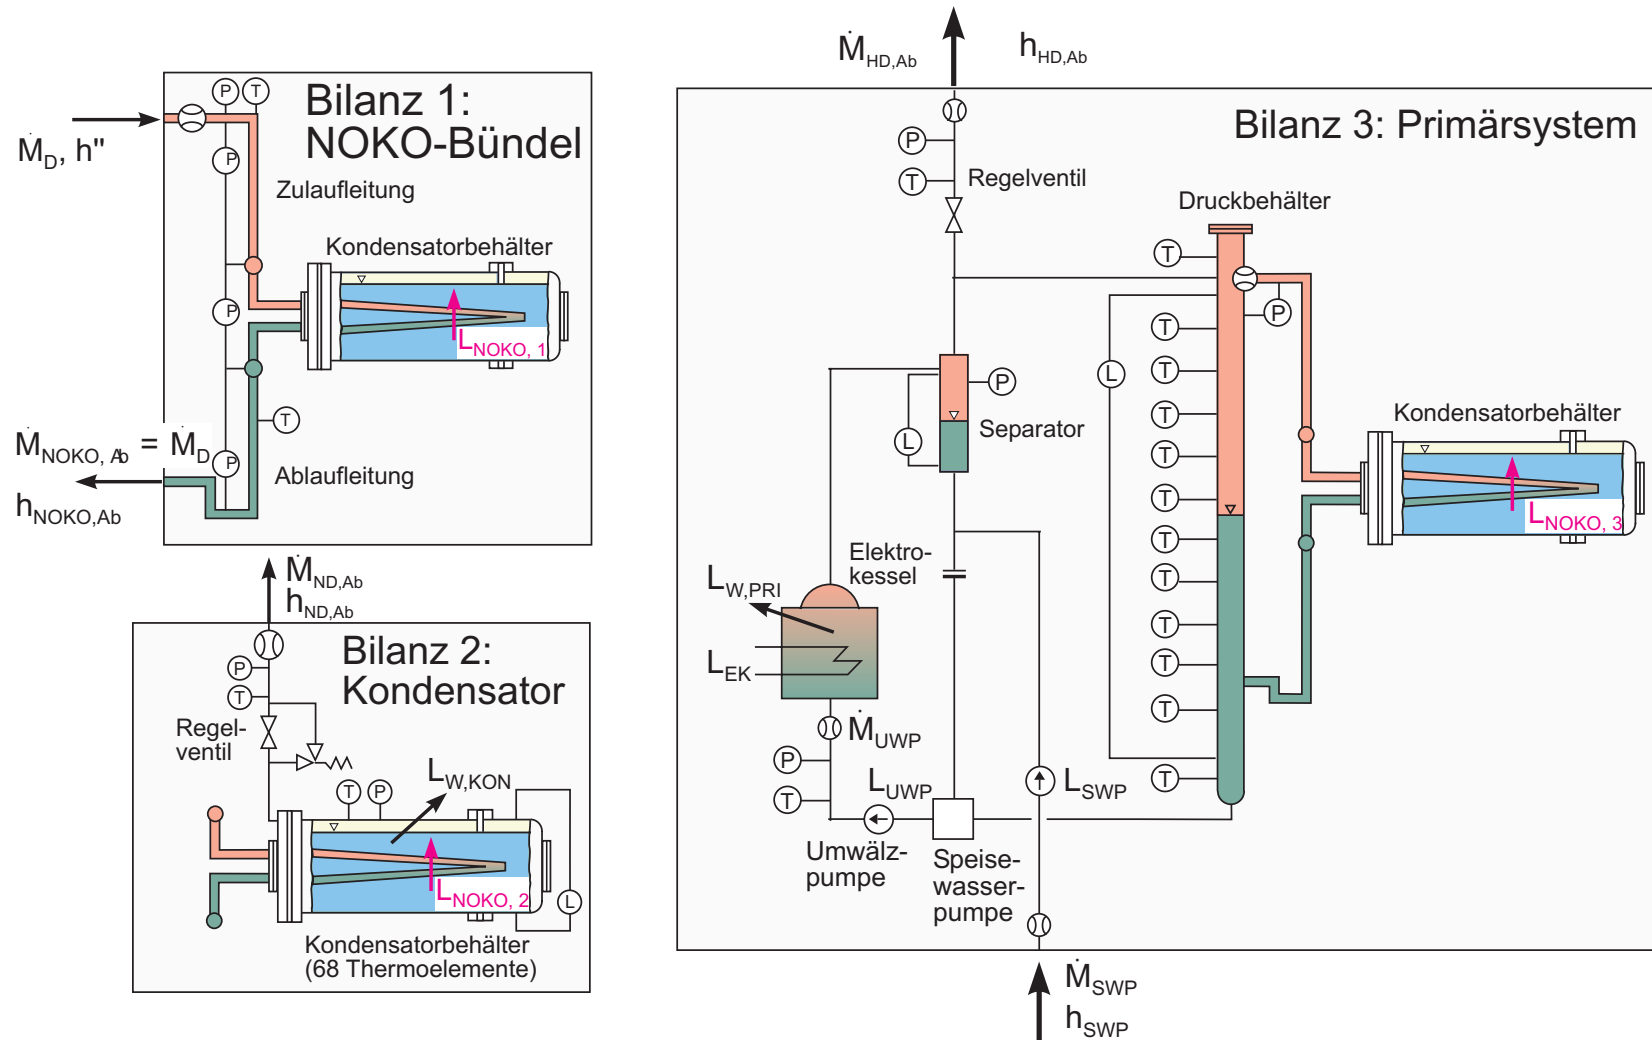 Bilanz 1:
NOKO-Bündel
P
T
Ṁ_D, h"
P
Zulaufleitung
Kondensatorbehälter
P
L_NOKO, 1
T
Ṁ_NOKO, Ab = Ṁ_D
P
Ablaufleitung
h_NOKO,Ab
Ṁ_ND,Ab
h_ND,Ab
Bilanz 2:
Kondensator
P
T
Regel-
ventil
L_W,KON
T
P
L_NOKO, 2
L
Kondensatorbehälter
(68 Thermoelemente)
Ṁ_HD,Ab
h_HD,Ab
Bilanz 3: Primärsystem
P
T
Regelventil
Druckbehälter
T
P
T
L
T
P
Kondensatorbehälter
T
L
Separator
T
T
L_NOKO, 3
T
Elektro-
kessel
T
L_W,PRI
T
L_EK
T
T
Ṁ_UWP
P
T
L_UWP
L_SWP
T
Umwälz-
pumpe
Speise-
wasser-
pumpe
Ṁ_SWP
h_SWP